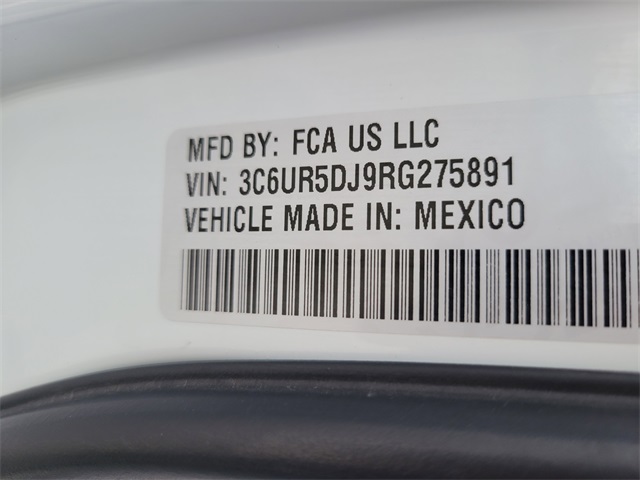 MFD BY: FCA US LLC
VIN: 3C6UR5DJ9RG275891
VEHICLE MADE IN: MEXICO